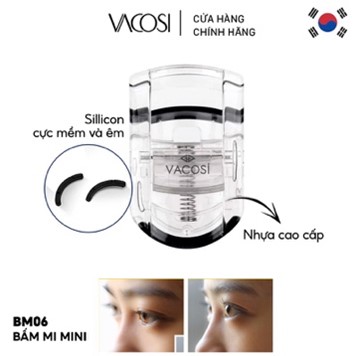 VACOSI
CỬA HÀNG
CHÍNH HÃNG
Sillicon
cực mềm và êm
VACOSI
Nhựa cao cấp
BM06
BẤM MI MINI